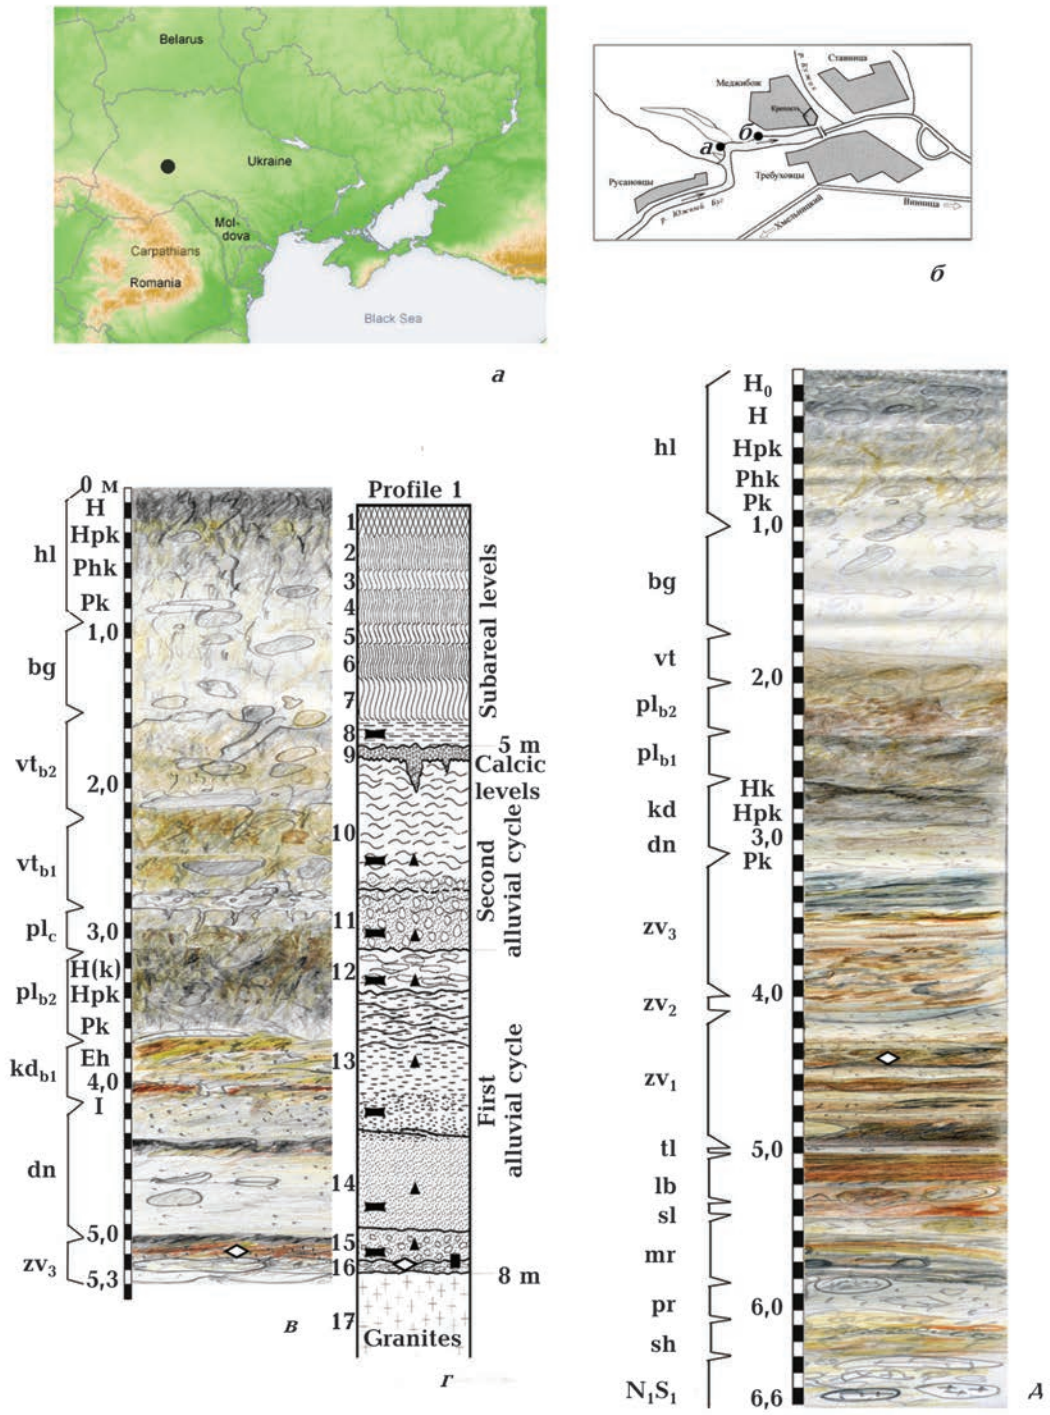 Belarus
Ukraine
Mol-
dova
Carpathians
Romania
Black Sea
а
р. Бужок
Ставница
Меджибож
Крепость
б
а
Русановцы
Требуховцы
р. Южный Буг
Хмельницкий
Винница
б
0 м
H
Hpk
hl
Phk
Pk
1,0
bg
vtb2
2,0
vtb1
plc
3,0
H(k)
plb2
Hpk
Pk
Eh
kdb1
4,0
I
dn
5,0
zv3
5,3
в
Profile 1
1
2
3
4
5
6
7
8
9
10
11
12
13
14
15
16
17
Subareal levels
5 m
Calcic
levels
Second
alluvial cycle
First
alluvial cycle
8 m
Granites
г
H0
H
hl
Hpk
Phk
Pk
1,0
bg
vt
2,0
plb2
plb1
Hk
kd
Hpk
3,0
dn
Pk
zv3
4,0
zv2
zv1
5,0
tl
lb
sl
mr
pr
6,0
sh
N1S1
6,6
д